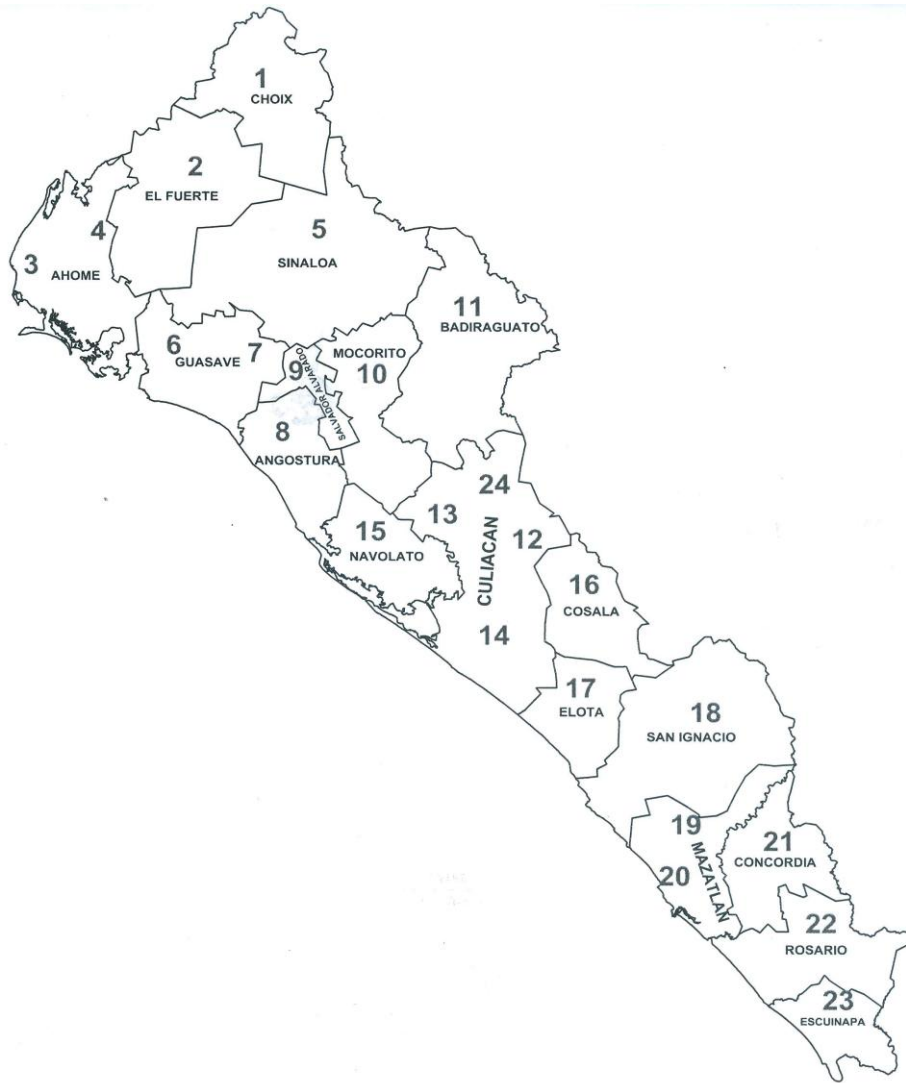 1
CHOIX
2
EL FUERTE
3
4
AHOME
5
SINALOA
6
7
GUASAVE
8
ANGOSTURA
9
SALVADOR ALVARADO
MOCORITO
10
11
BADIRAGUATO
24
13
12
CULIACAN
14
15
NAVOLATO
16
COSALA
17
ELOTA
18
SAN IGNACIO
19
20
MAZATLAN
21
CONCORDIA
22
ROSARIO
23
ESCUINAPA